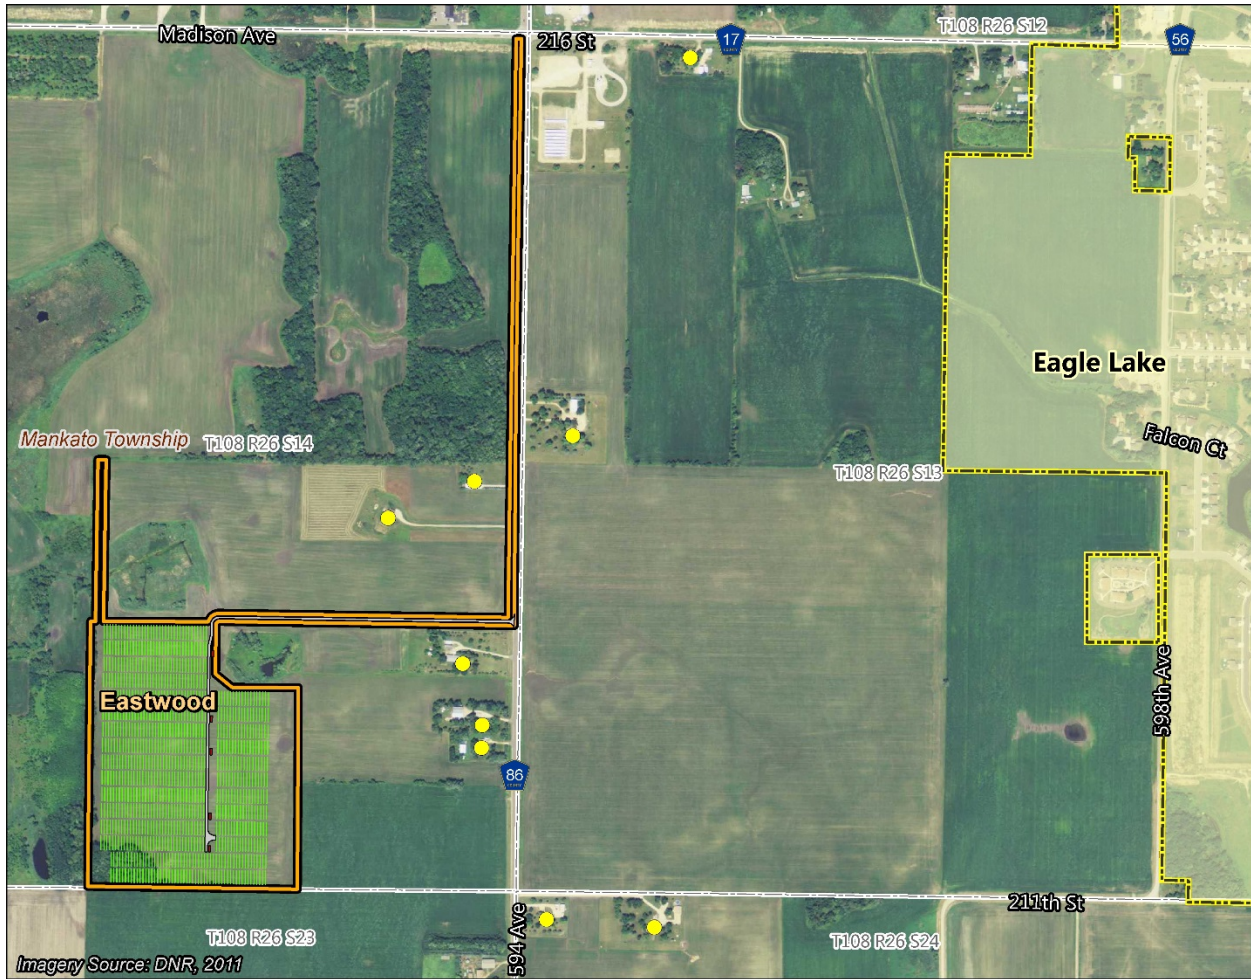 Madison Ave
216 St
17
T108 R26 S12
56
Eagle Lake
Falcon Ct
Mankato Township
T108 R26 S14
T108 R26 S13
Eastwood
598th Ave
86
211th St
594 Ave
T108 R26 S23
T108 R26 S24
Imagery Source: DNR, 2011